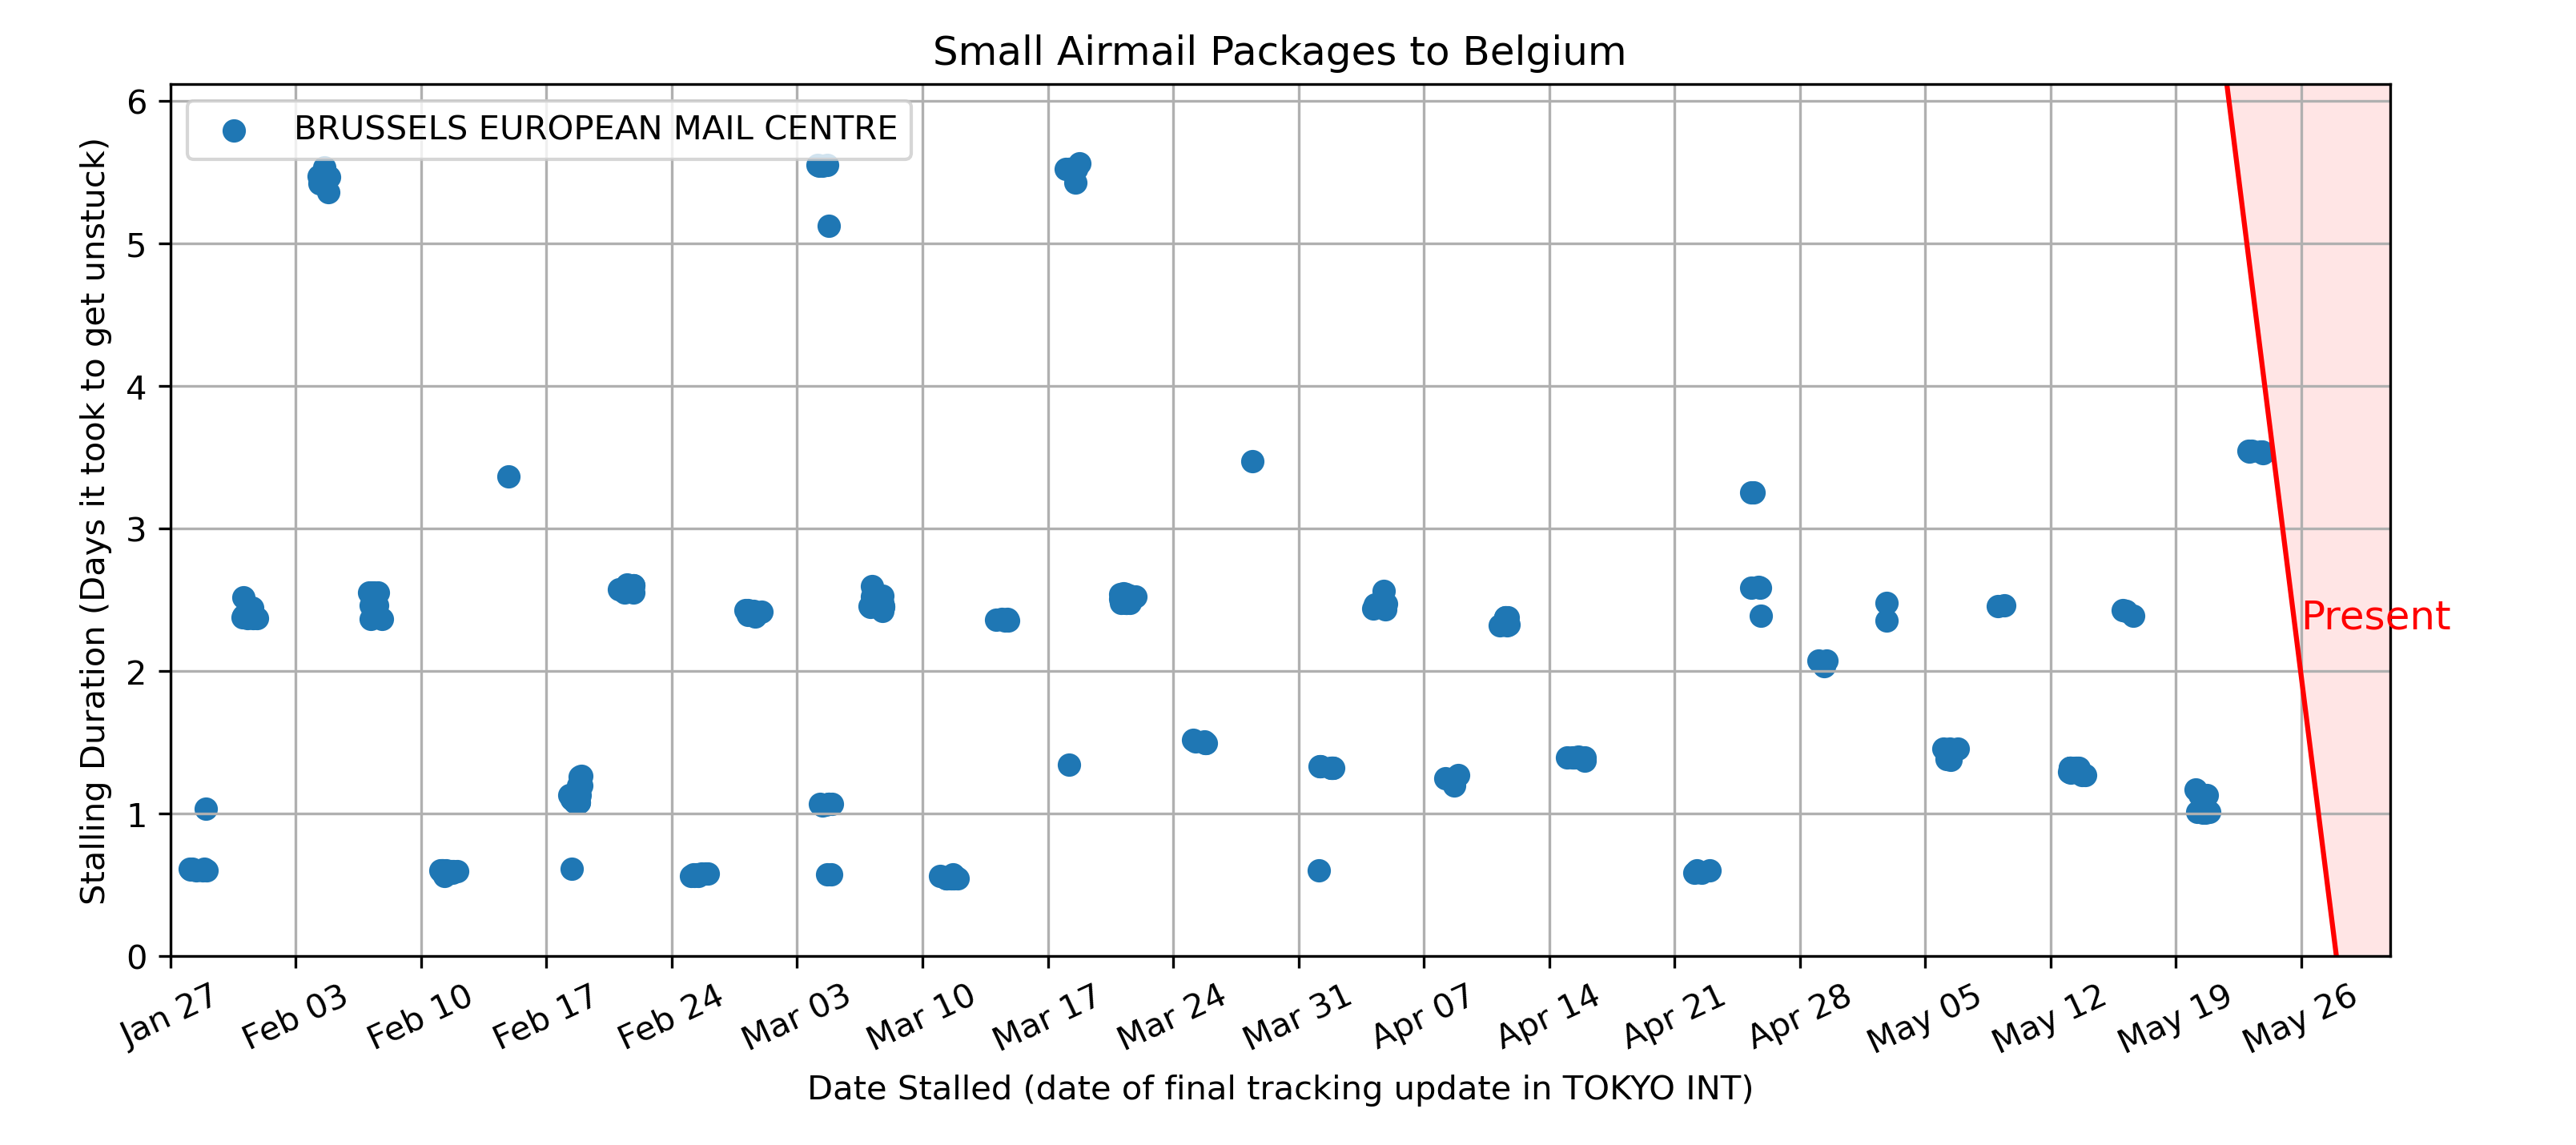 Small Airmail Packages to Belgium
BRUSSELS EUROPEAN MAIL CENTRE
Stalling Duration (Days it took to get unstuck)
6
5
4
3
2
1
0
Present
Jan 27
Feb 03
Feb 10
Feb 17
Feb 24
Mar 03
Mar 10
Mar 17
Mar 24
Mar 31
Apr 07
Apr 14
Apr 21
Apr 28
May 05
May 12
May 19
May 26
Date Stalled (date of final tracking update in TOKYO INT)